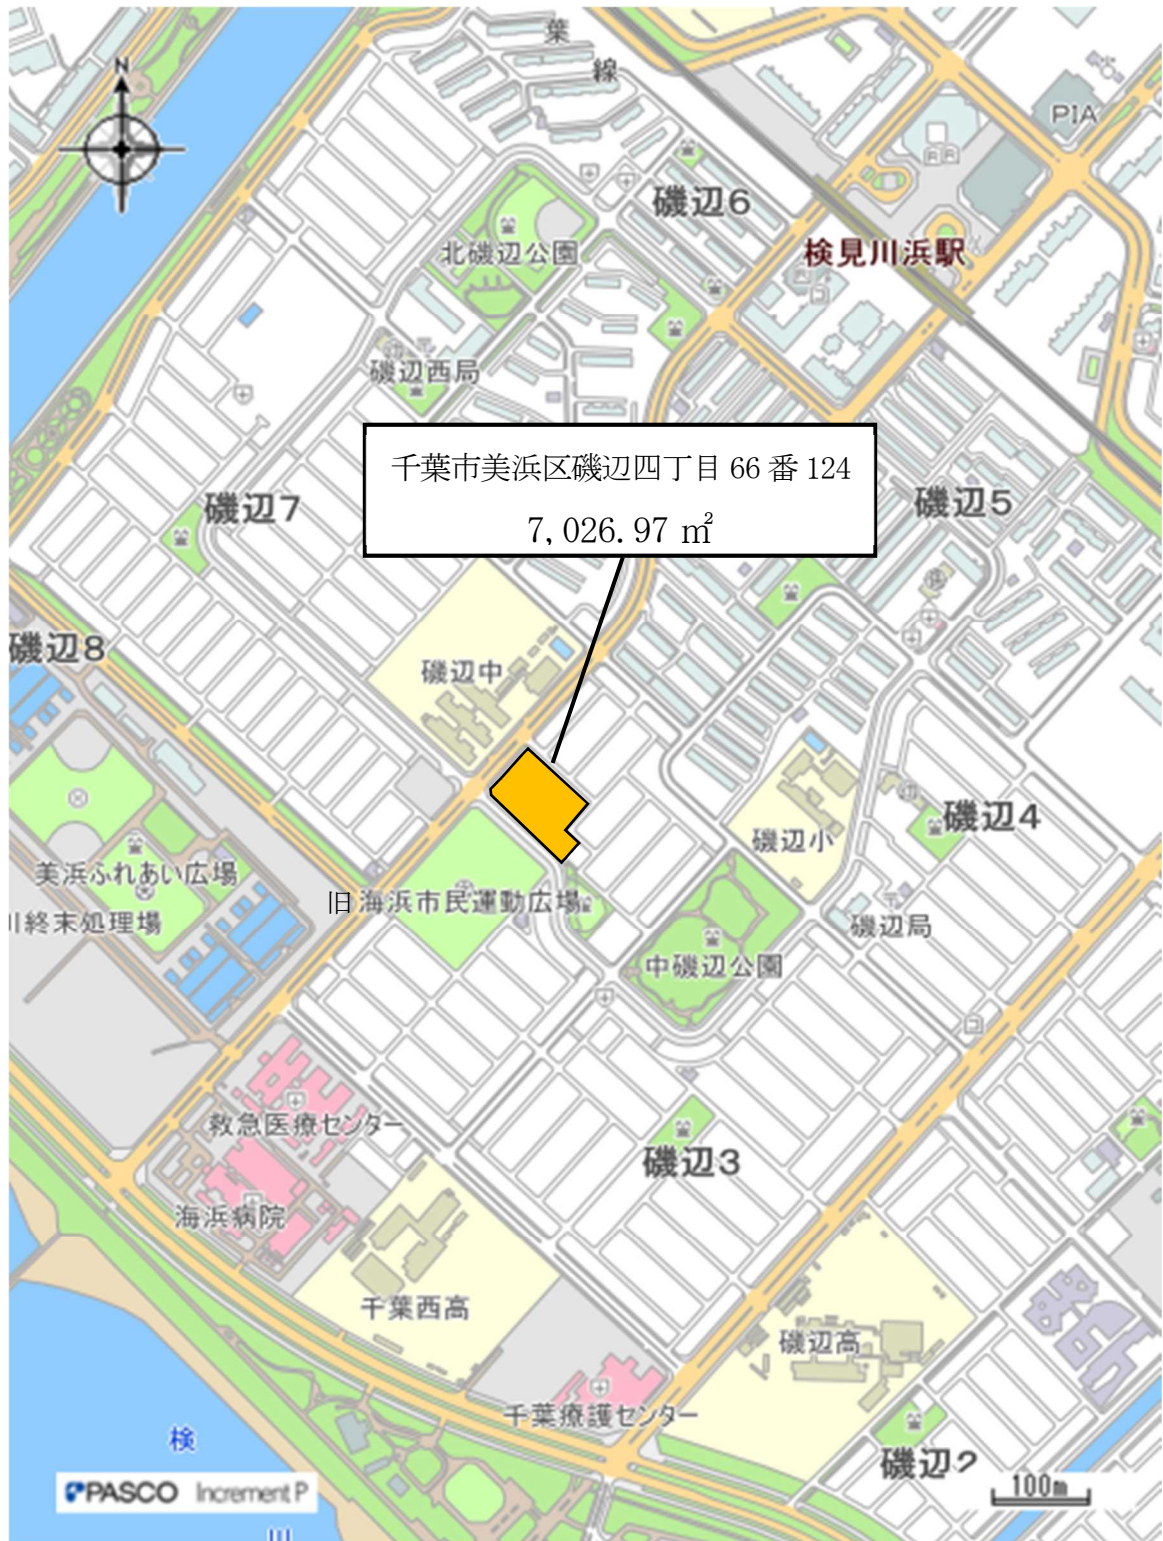 葉
線
N
PIA
磯辺6
検見川浜駅
北磯辺公園
磯辺西局
千葉市美浜区磯辺四丁目 66 番 124
7,026.97 ㎡
磯辺7
磯辺5
磯辺8
磯辺中
磯辺小
磯辺4
美浜ふれあい広場
旧 海浜市民運動広場
川終末処理場
磯辺局
中磯辺公園
救急医療センター
磯辺3
海浜病院
千葉西高
磯辺高
千葉療護センター
検
磯辺2
PASCO Increment P
100m
川